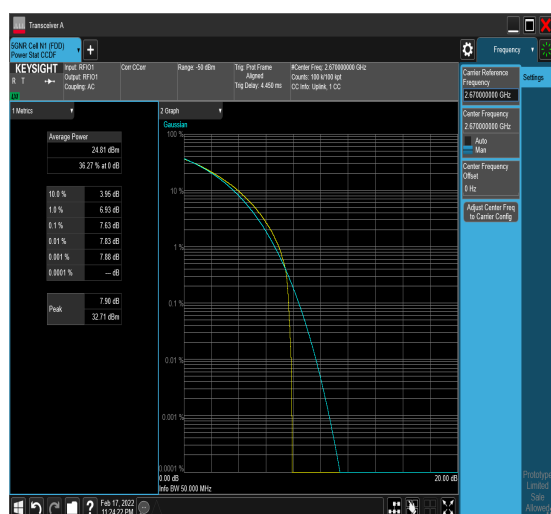 Transceiver A
5GNR Cell N1 (FDD)
Power Stat CCDF
Frequency
KEYSIGHT
R T
Input: RFIO1
Output: RFIO1
Coupling: AC
Corr CCorr
Range: -50 dBm
Trig: Prot Frame
Aligned
Trig Delay: 4.450 ms
#Center Freq: 2.670000000 GHz
Counts: 100 k/100 kpt
CC Info: Uplink, 1 CC
Carrier Reference
Frequency
2.670000000 GHz
Settings
Center Frequency
2.670000000 GHz
Auto
Man
Center Frequency
Offset
0 Hz
Adjust Center Freq
to Carrier Config
1 Metrics
Average Power
24.81 dBm
36.27 % at 0 dB
10.0 % 3.95 dB
1.0 % 6.93 dB
0.1 % 7.63 dB
0.01 % 7.83 dB
0.001 % 7.88 dB
0.0001 % --- dB
Peak
7.90 dB
32.71 dBm
2 Graph
Gaussian
100 %
10 %
1 %
0.1 %
0.01 %
0.001 %
0.0001 %
0.00 dB
20.00 dB
Info BW 50.000 MHz
Feb 17, 2022
11:24:22 PM
Prototype
Limited
Sale
Allowed